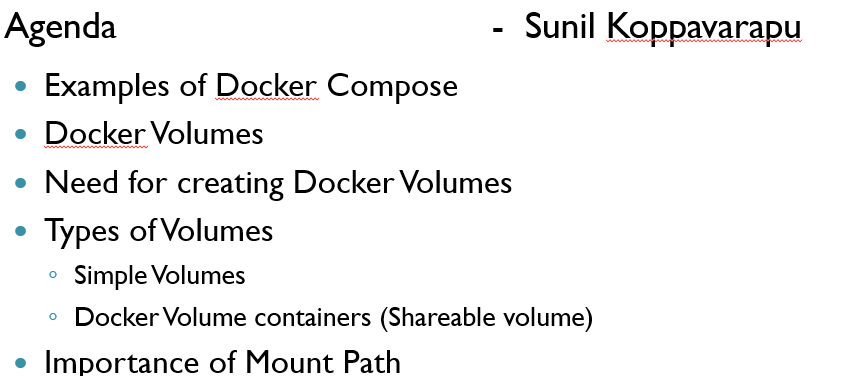 Agenda - Sunil Koppavarapu
Examples of Docker Compose
Docker Volumes
Need for creating Docker Volumes
Types of Volumes
Simple Volumes
Docker Volume containers (Shareable volume)
Importance of Mount Path